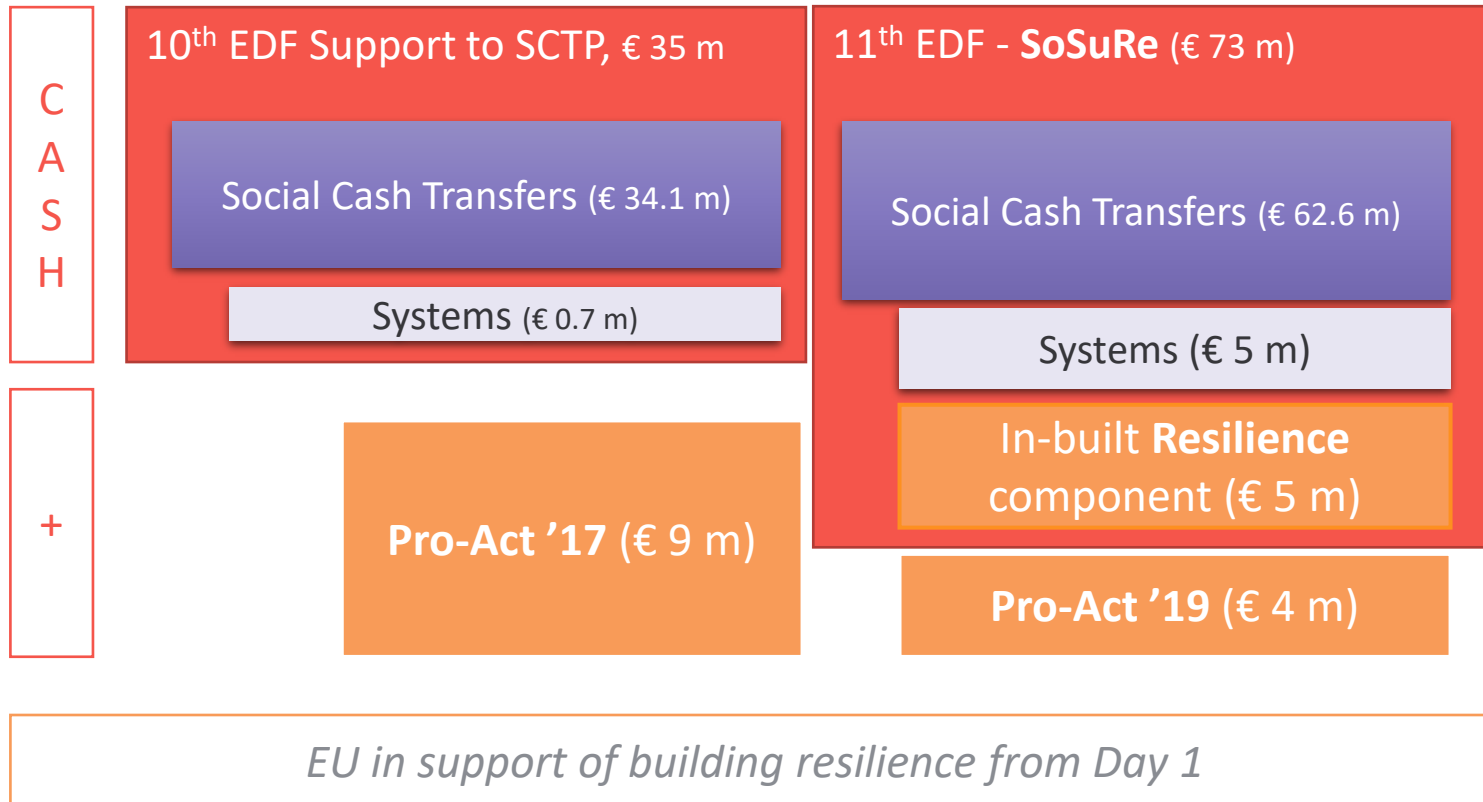 C
A
S
H
10th EDF Support to SCTP, € 35 m
Social Cash Transfers (€ 34.1 m)
Systems (€ 0.7 m)
11th EDF - SoSuRe (€ 73 m)
Social Cash Transfers (€ 62.6 m)
Systems (€ 5 m)
In-built Resilience
component (€ 5 m)
+
Pro-Act ’17 (€ 9 m)
Pro-Act ’19 (€ 4 m)
EU in support of building resilience from Day 1